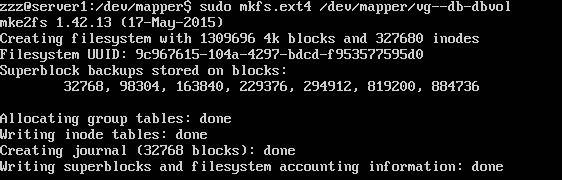 zzz@server1:/dev/mapper$ sudo mkfs.ext4 /dev/mapper/vg--db-dbvol
mke2fs 1.42.13 (17-May-2015)
Creating filesystem with 1309696 4k blocks and 327680 inodes
Filesystem UUID: 9c967615-104a-4297-bdcd-f953577595d0
Superblock backups stored on blocks:
32768, 98304, 163840, 229376, 294912, 819200, 884736
Allocating group tables: done
Writing inode tables: done
Creating journal (32768 blocks): done
Writing superblocks and filesystem accounting information: done